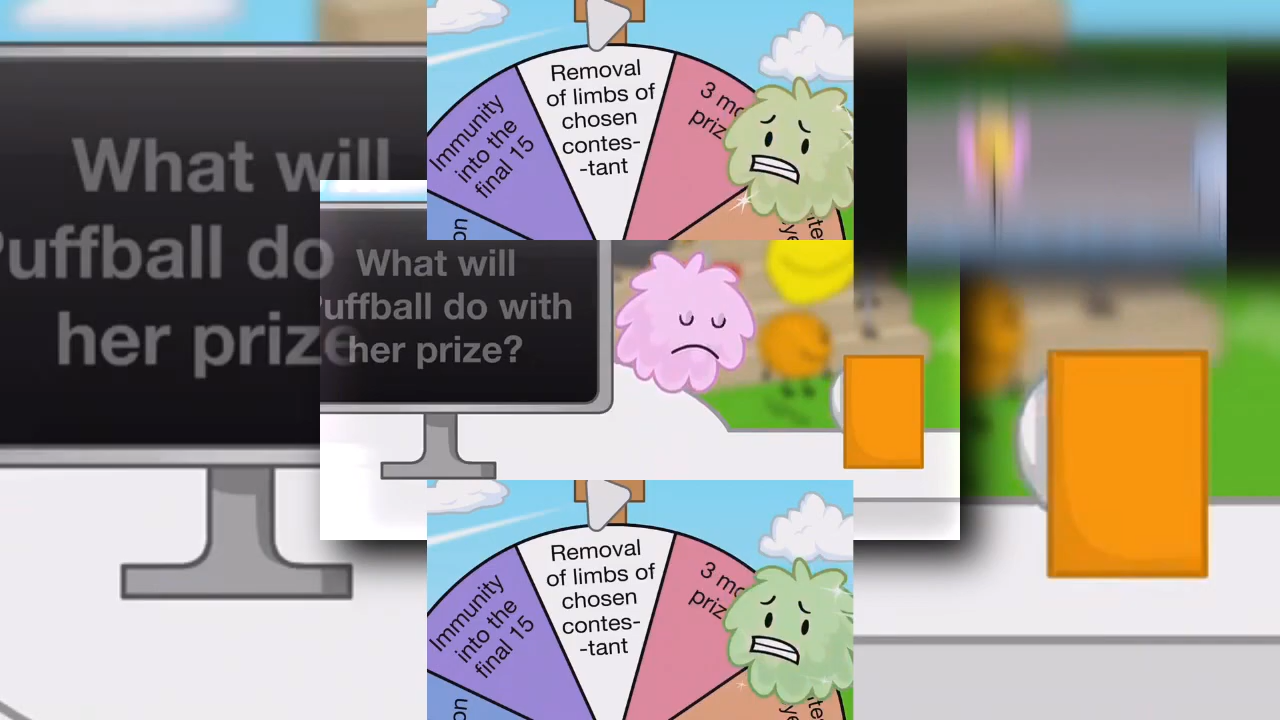 Removal
of limbs of
chosen
contes-
-tant
Immunity
into the
final 15
What will
Puffball do
her prize
What will
uffball do with
her prize?
Removal
of limbs of
chosen
contes-
-tant
Immunity
into the
final 15